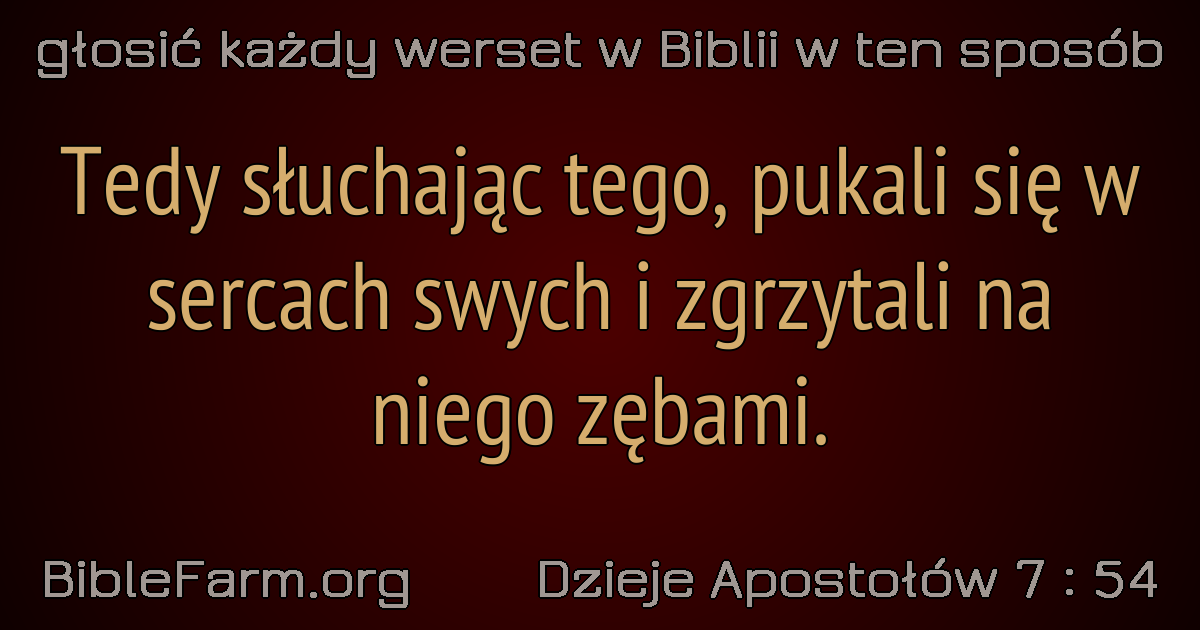 głosić każdy werset w Biblii w ten sposób
Tedy słuchając tego, pukali się w
sercach swych i zgrzytali na
niego zębami.
BibleFarm.org
Dzieje Apostołów 7 : 54